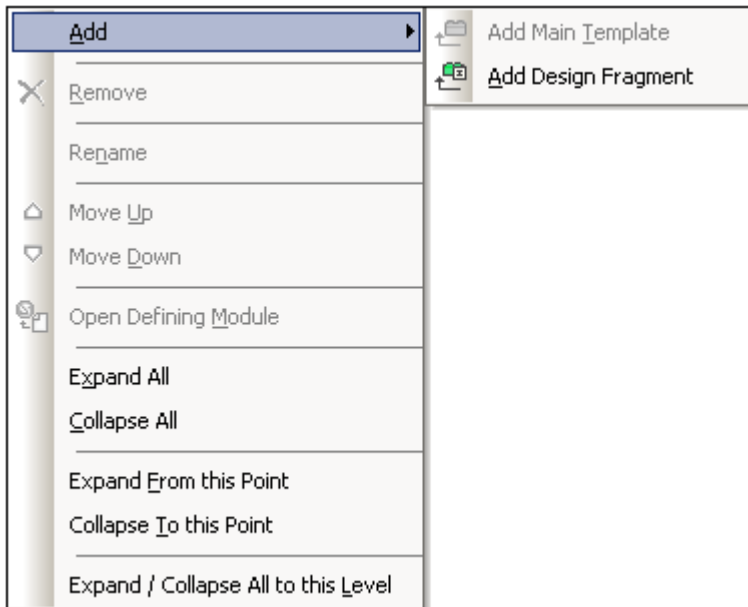 Add
Add Main Template
Add Design Fragment
Remove
Rename
Move Up
Move Down
Open Defining Module
Expand All
Collapse All
Expand From this Point
Collapse To this Point
Expand / Collapse All to this Level